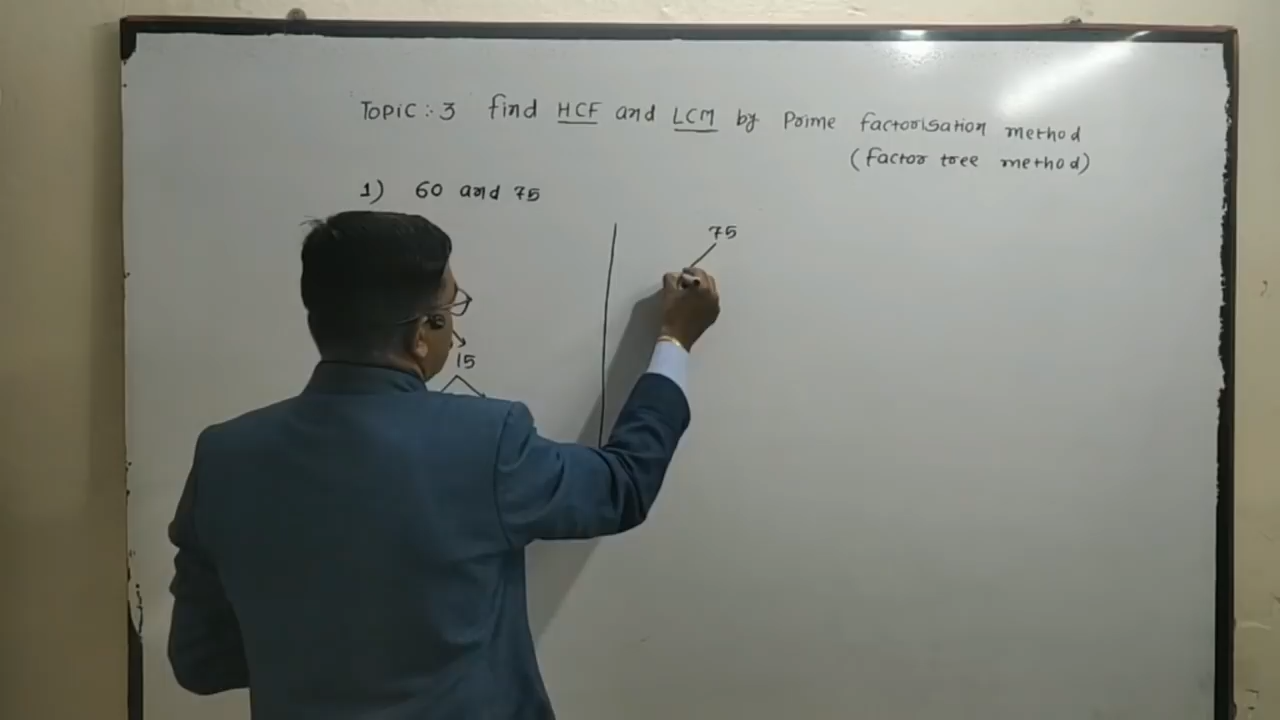 TOPIC :- 3 find HCF and LCM by Prime factorisation method
(factor tree method)
1) 60 and 75
75
15